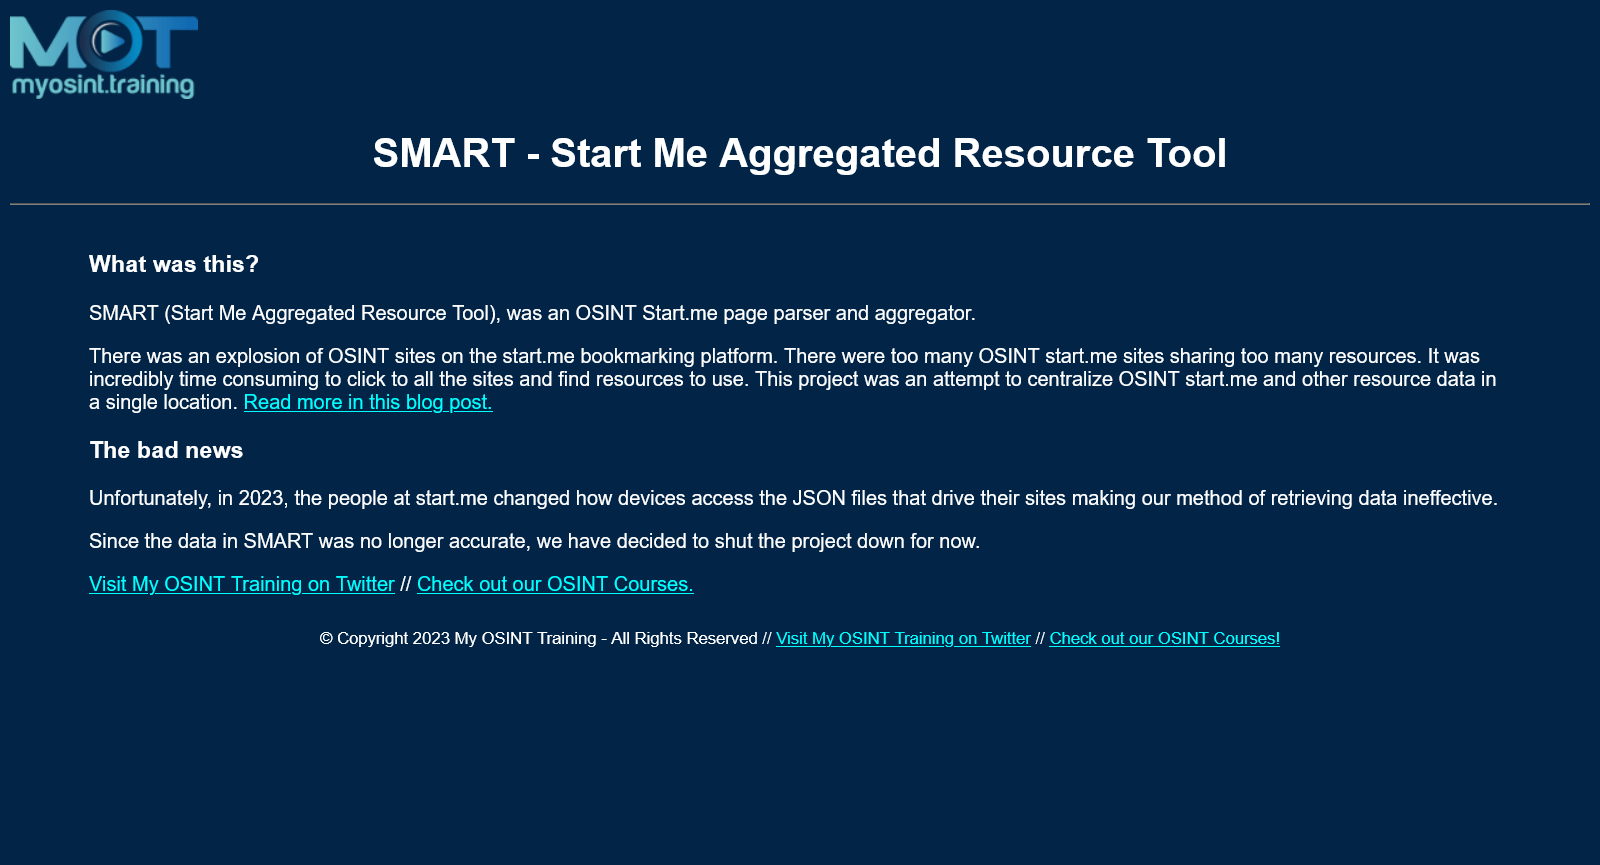 MOT
myosint.training
SMART - Start Me Aggregated Resource Tool
What was this?
SMART (Start Me Aggregated Resource Tool), was an OSINT Start.me page parser and aggregator.
There was an explosion of OSINT sites on the start.me bookmarking platform. There were too many OSINT start.me sites sharing too many resources. It was
incredibly time consuming to click to all the sites and find resources to use. This project was an attempt to centralize OSINT start.me and other resource data in
a single location. Read more in this blog post.
The bad news
Unfortunately, in 2023, the people at start.me changed how devices access the JSON files that drive their sites making our method of retrieving data ineffective.
Since the data in SMART was no longer accurate, we have decided to shut the project down for now.
Visit My OSINT Training on Twitter // Check out our OSINT Courses.
© Copyright 2023 My OSINT Training - All Rights Reserved // Visit My OSINT Training on Twitter // Check out our OSINT Courses!